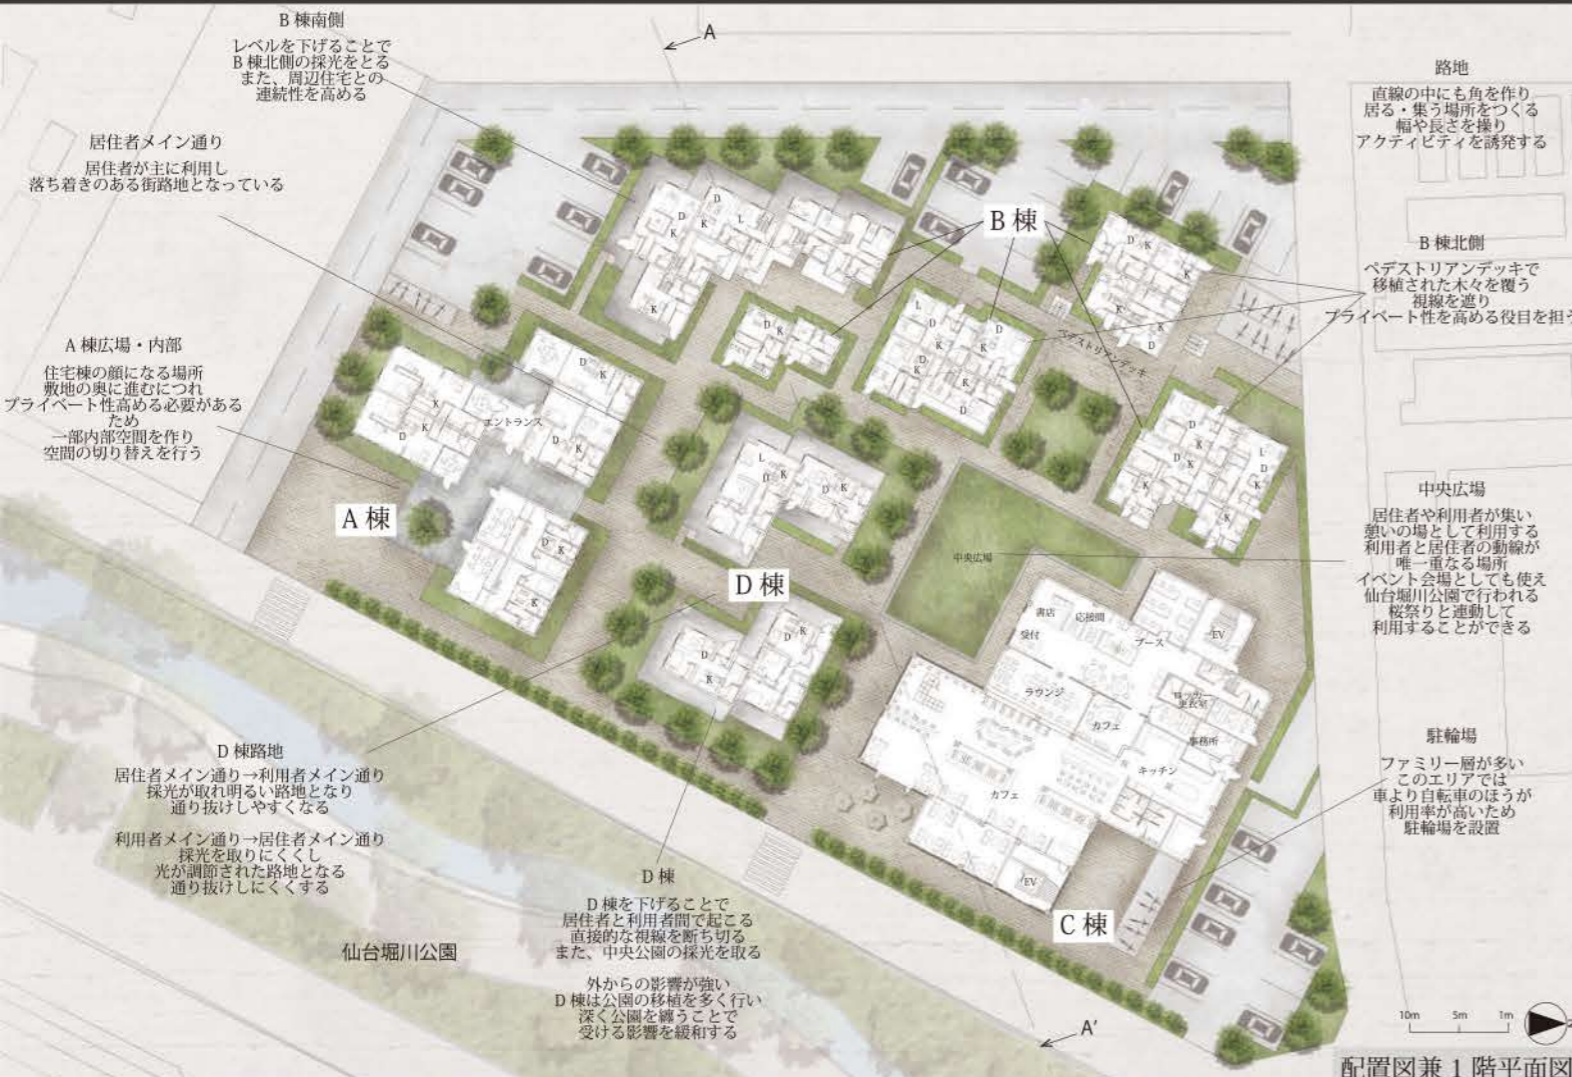 B 棟南側
レベルを下げることで
B 棟北側の採光をとる
また、周辺住宅との
連続性を高める
居住者メイン通り
居住者が主に利用し
落ち着きのある街路地となっている
A 棟広場・内部
住宅棟の顔になる場所
敷地の奥に進むにつれ
プライベート性高める必要がある
ため
一部内部空間を作り
空間の切り替えを行う
A
B 棟
ペデストリアンデッキ
エントランス
A 棟
D 棟
中央広場
書店
応接間
ブース
EV
受付
ラウンジ
カフェ
ロッカー
更衣室
事務所
キッチン
カフェ
EV
C 棟
路地
直線の中にも角を作り
居る・集う場所をつくる
幅や長さを操り
アクティビティを誘発する
B 棟北側
ペデストリアンデッキで
移植された木々を覆う
視線を遮り
プライベート性を高める役目を担う
中央広場
居住者や利用者が集い
憩いの場として利用する
利用者と居住者の動線が
唯一重なる場所
イベント会場としても使え
仙台堀川公園で行われる
桜祭りと連動して
利用することができる
駐輪場
ファミリー層が多い
このエリアでは
車より自転車のほうが
利用率が高いため
駐輪場を設置
D 棟路地
居住者メイン通り→利用者メイン通り
採光が取れ明るい路地となり
通り抜けしやすくなる
利用者メイン通り→居住者メイン通り
採光を取りにくくし
光が調節された路地となる
通り抜けしにくくする
仙台堀川公園
D 棟
D 棟を下げることで
居住者と利用者間で起こる
直接的な視線を断ち切る
また、中央公園の採光を取る
外からの影響が強い
D 棟は公園の移植を多く行い
深く公園を纏うことで
受ける影響を緩和する
A'
10m 5m 1m
配置図兼 1 階平面図